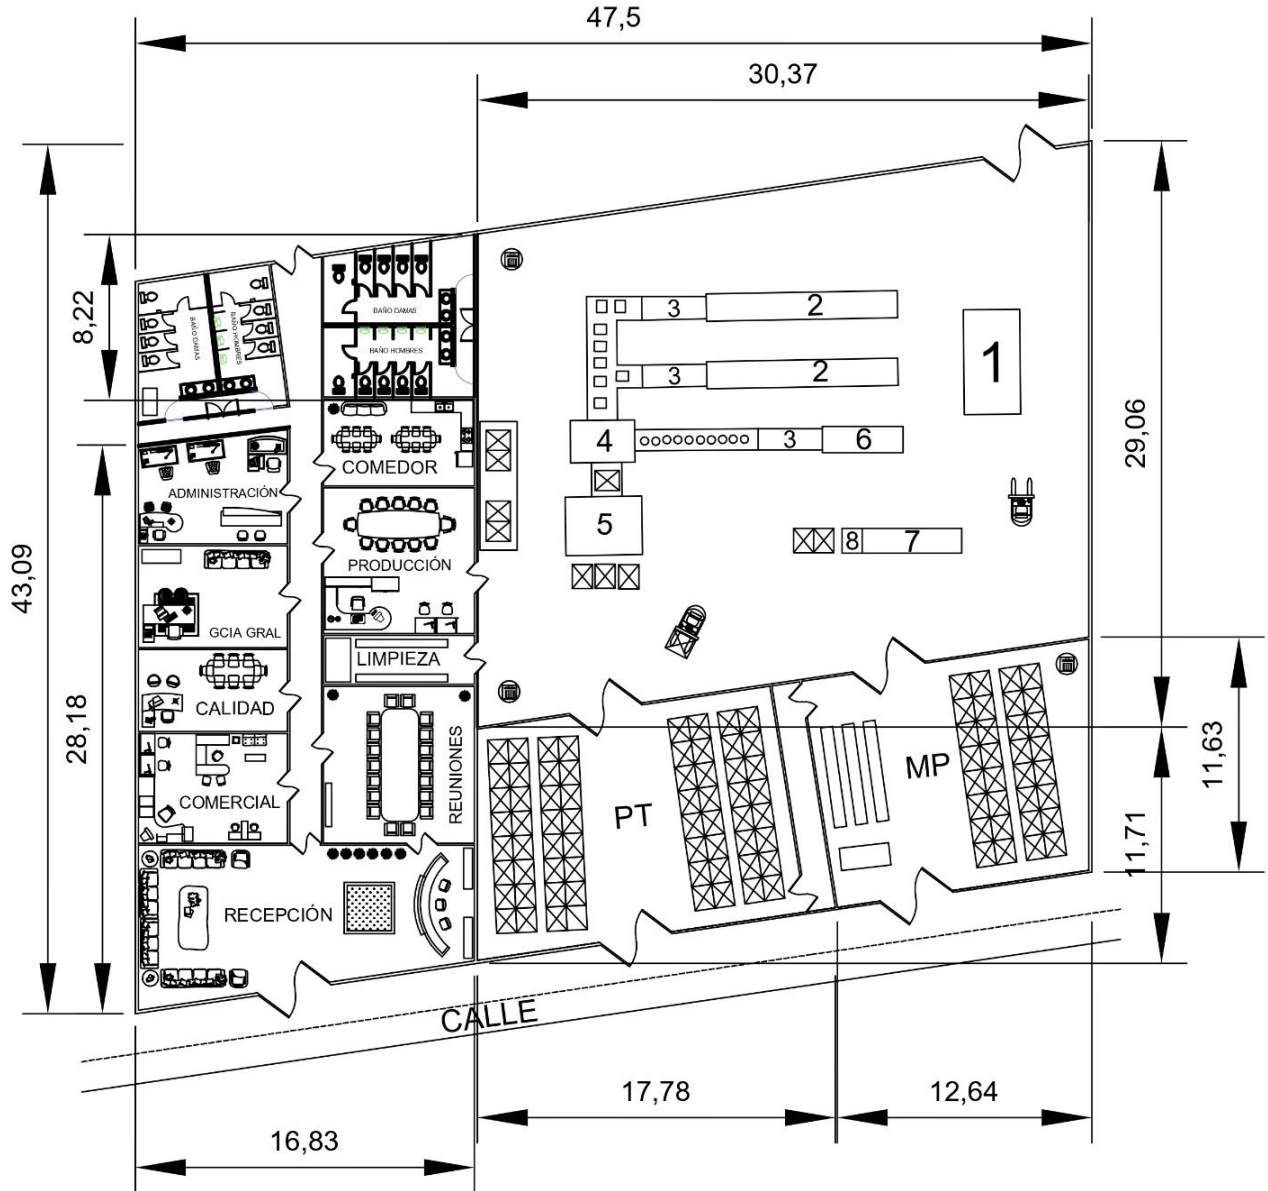 47,5
30,37
8,22
43,09
28,18
29,06
11,63
11,71
BAÑO DAMAS
BAÑO HOMBRES
BAÑO DAMAS
BAÑO HOMBRES
3
2
1
3
2
4
3
6
5
8
7
COMEDOR
ADMINISTRACIÓN
PRODUCCIÓN
GCIA GRAL
LIMPIEZA
CALIDAD
REUNIONES
COMERCIAL
RECEPCIÓN
PT
MP
CALLE
17,78
12,64
16,83